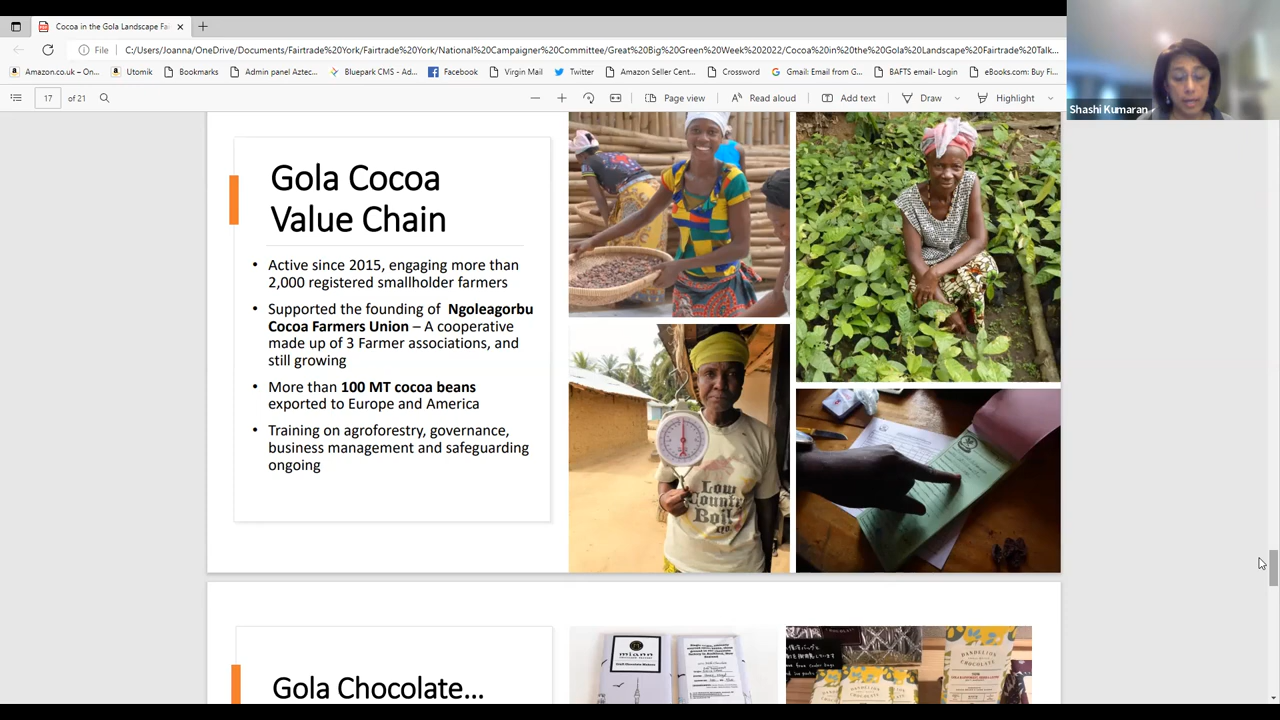 Cocoa in the Gola Landscape Fa
File
C:/Users/Joanna/OneDrive/Documents/Fairtrade%20York/Fairtrade%20York/National%20Campaigner%20Committee/Great%20Big%20Green%20Week%202022/Cocoa%20in%20the%20Gola%20Landscape%20Fairtrade%20Talk...
Amazon.co.uk – On...
Utomik
Bookmarks
Admin panel Aztec...
Bluepark CMS - Ad...
Facebook
Virgin Mail
Twitter
Amazon Seller Cent...
Crossword
Gmail: Email from G...
BAFTS email- Login
eBooks.com: Buy Fi...
17 of 21
Page view
Read aloud
Add text
Draw
Highlight
Shashi Kumaran
Gola Cocoa
Value Chain
• Active since 2015, engaging more than
2,000 registered smallholder farmers
• Supported the founding of Ngoleagorbu
Cocoa Farmers Union – A cooperative
made up of 3 Farmer associations, and
still growing
• More than 100 MT cocoa beans
exported to Europe and America
• Training on agroforestry, governance,
business management and safeguarding
ongoing
Low
Country
Boil
Gola Chocolate...
miann
DANDELION
CHOCOLATE
DANDELION
CHOCOLATE